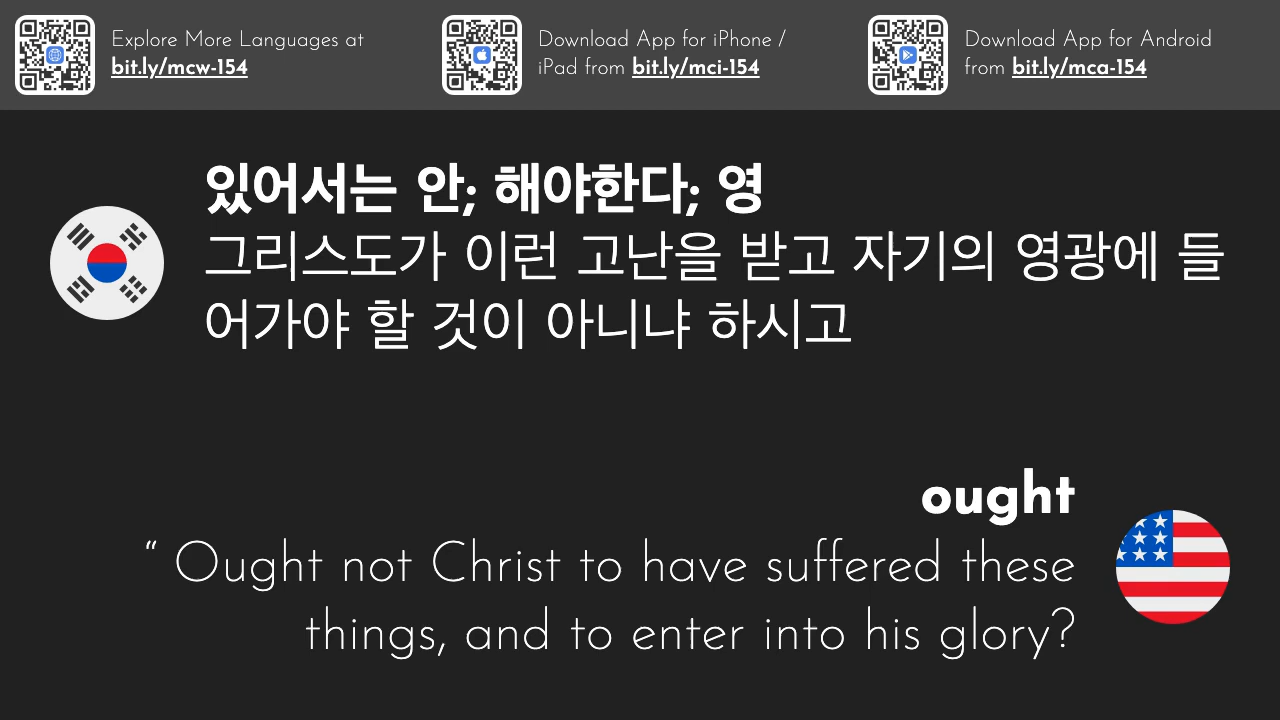 Explore More Languages at
bit.ly/mcw-154
Download App for iPhone /
iPad from bit.ly/mci-154
Download App for Android
from bit.ly/mca-154
있어서는 안; 해야한다; 영
그리스도가 이런 고난을 받고 자기의 영광에 들
어가야 할 것이 아니냐 하시고
ought
“ Ought not Christ to have suffered these
things, and to enter into his glory?